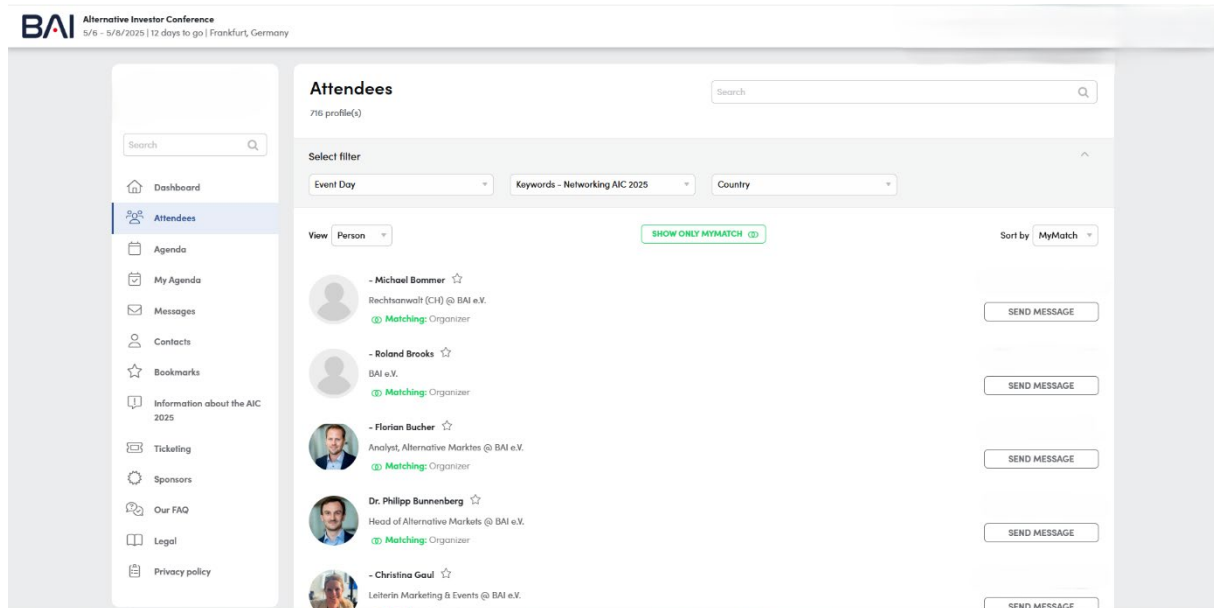 BAI
Alternative Investor Conference
5/6 - 5/8/2025 | 12 days to go | Frankfurt, Germany
Search
Dashboard
Attendees
Agenda
My Agenda
Messages
Contacts
Bookmarks
Information about the AIC
2025
Ticketing
Sponsors
Our FAQ
Legal
Privacy policy
Attendees
716 profile(s)
Search
Select filter
Event Day
Keywords - Networking AIC 2025
Country
View Person
SHOW ONLY MYMATCH
Sort by MyMatch
- Michael Bommer
Rechtsanwalt (CH) @ BAI e.V.
Matching: Organizer
SEND MESSAGE
- Roland Brooks
BAI e.V.
Matching: Organizer
SEND MESSAGE
- Florian Bucher
Analyst, Alternative Marktes @ BAI e.V.
Matching: Organizer
SEND MESSAGE
Dr. Philipp Bunnenberg
Head of Alternative Markets @ BAI e.V.
Matching: Organizer
SEND MESSAGE
- Christina Gaul
Leiterin Marketing & Events @ BAI e.V.
SEND MESSAGE